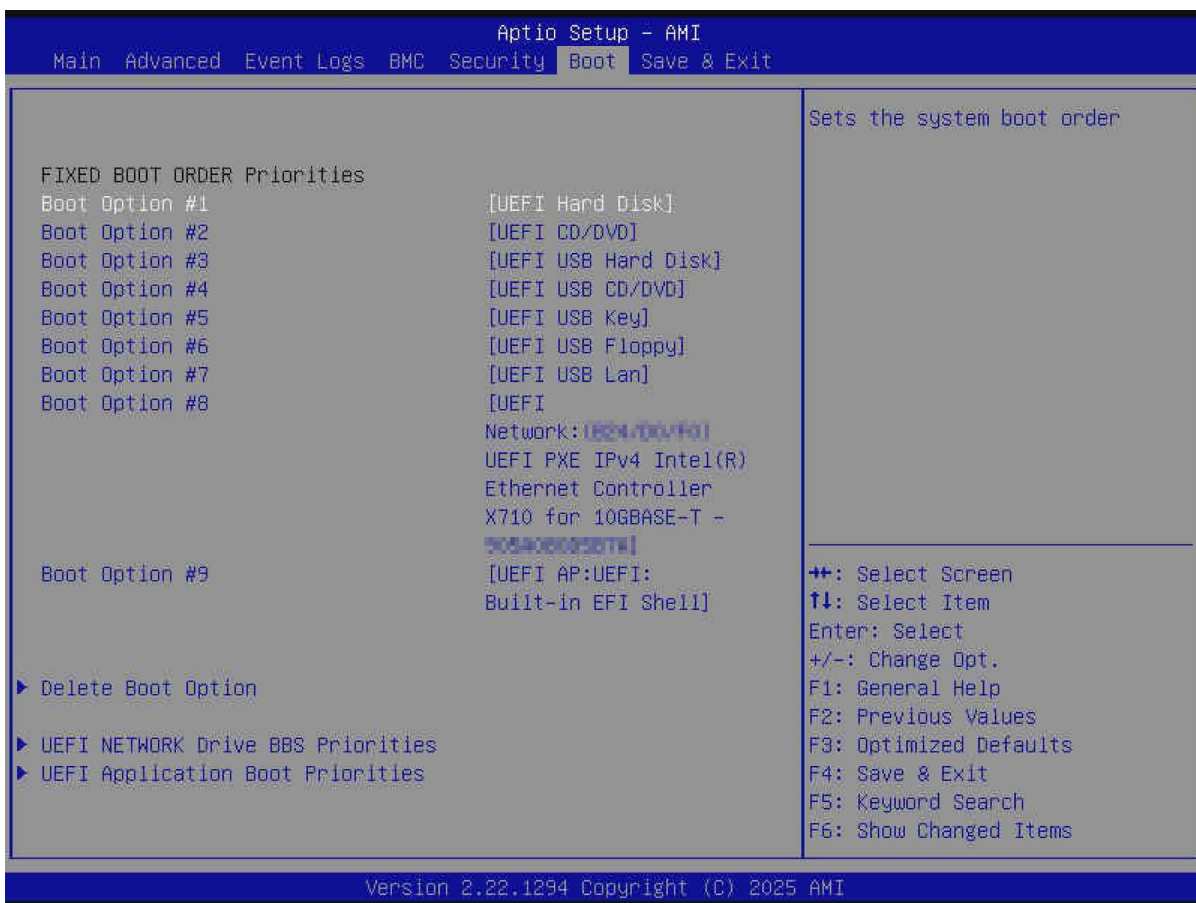 Aptio Setup - AMI
Main Advanced Event Logs BMC Security Boot Save & Exit
Sets the system boot order
FIXED BOOT ORDER Priorities
Boot Option #1 [UEFI Hard Disk]
Boot Option #2 [UEFI CD/DVD]
Boot Option #3 [UEFI USB Hard Disk]
Boot Option #4 [UEFI USB CD/DVD]
Boot Option #5 [UEFI USB Key]
Boot Option #6 [UEFI USB Floppy]
Boot Option #7 [UEFI USB Lan]
Boot Option #8 [UEFI
Network:
UEFI PXE IPv4 Intel(R)
Ethernet Controller
X710 for 10GBASE-T -
Boot Option #9 [UEFI AP:UEFI:
Built-in EFI Shell]
Delete Boot Option
UEFI NETWORK Drive BBS Priorities
UEFI Application Boot Priorities
→←: Select Screen
↑↓: Select Item
Enter: Select
+/-: Change Opt.
F1: General Help
F2: Previous Values
F3: Optimized Defaults
F4: Save & Exit
F5: Keyword Search
F6: Show Changed Items
Version 2.22.1294 Copyright (C) 2025 AMI